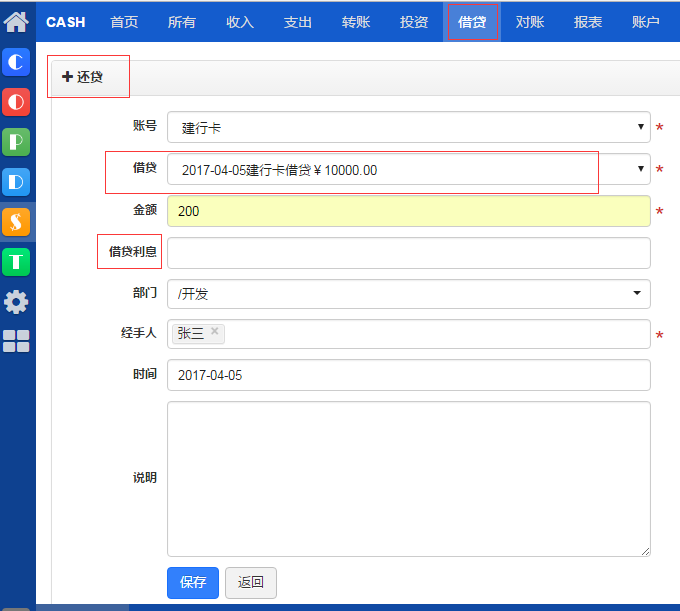 CASH 首页 所有 收入 支出 转账 投资 借贷 对账 报表 账户
+ 还贷
账号 建行卡 *
借贷 2017-04-05建行卡借贷￥10000.00 *
金额 200 *
借贷利息
部门 /开发
经手人 张三 × *
时间 2017-04-05
说明
保存 返回